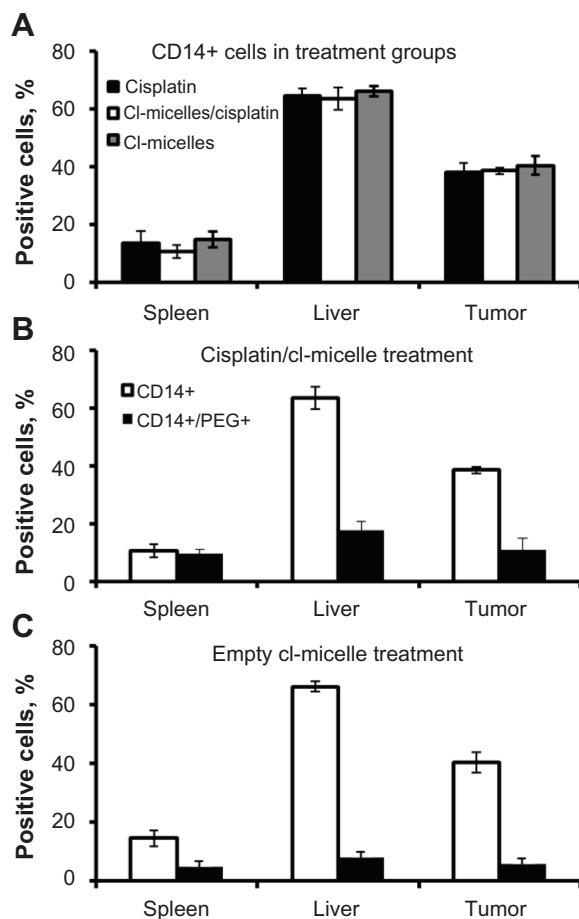 A
CD14+ cells in treatment groups
Cisplatin
Cl-micelles/cisplatin
Cl-micelles
Positive cells, %
80
60
40
20
0
Spleen Liver Tumor
B
Cisplatin/cl-micelle treatment
CD14+
CD14+/PEG+
Positive cells, %
80
60
40
20
0
Spleen Liver Tumor
C
Empty cl-micelle treatment
Positive cells, %
80
60
40
20
0
Spleen Liver Tumor